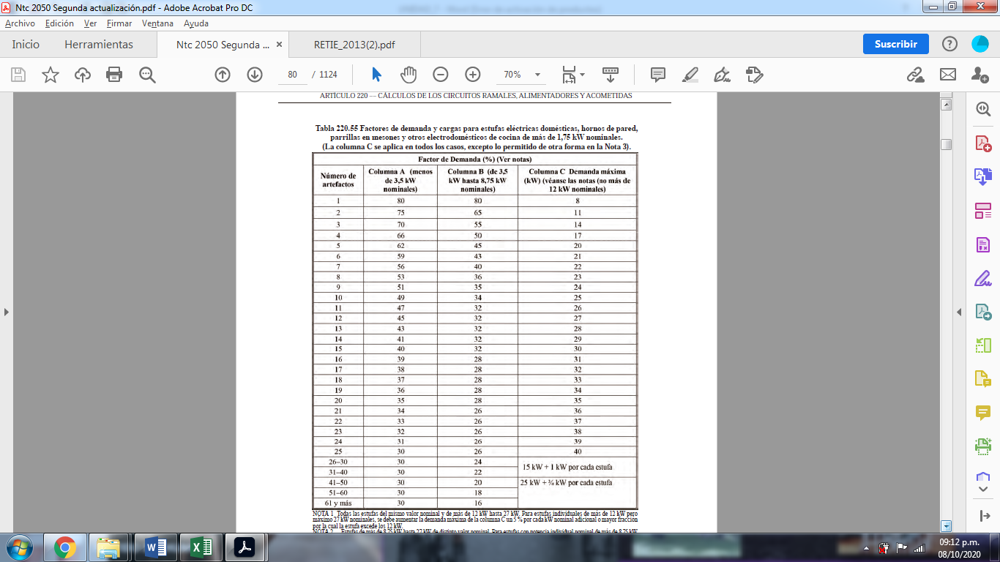 Ntc 2050 Segunda actualización.pdf - Adobe Acrobat Pro DC
Archivo Edición Ver Firmar Ventana Ayuda
Inicio Herramientas Ntc 2050 Segunda ... × RETIE_2013(2).pdf Suscribir
80 / 1124 70%
ARTÍCULO 220 — CÁLCULOS DE LOS CIRCUITOS RAMALES, ALIMENTADORES Y ACOMETIDAS
Tabla 220.55 Factores de demanda y cargas para estufas eléctricas domésticas, hornos de pared,
parrillas en mesones y otros electrodomésticos de cocina de más de 1,75 kW nominales.
(La columna C se aplica en todos los casos, excepto lo permitido de otra forma en la Nota 3).
Factor de Demanda (%) (Ver notas)
Número de artefactos
Columna A (menos de 3,5 kW nominales)
Columna B (de 3,5 kW hasta 8,75 kW nominales)
Columna C Demanda máxima (kW) (véanse las notas (no más de 12 kW nominales)
1 80 80 8
2 75 65 11
3 70 55 14
4 66 50 17
5 62 45 20
6 59 43 21
7 56 40 22
8 53 36 23
9 51 35 24
10 49 34 25
11 47 32 26
12 45 32 27
13 43 32 28
14 41 32 29
15 40 32 30
16 39 28 31
17 38 28 32
18 37 28 33
19 36 28 34
20 35 28 35
21 34 26 36
22 33 26 37
23 32 26 38
24 31 26 39
25 30 26 40
26–30 30 24 15 kW + 1 kW por cada estufa
31–40 30 22
41–50 30 20 25 kW + ¾ kW por cada estufa
51–60 30 18
61 y más 30 16
NOTA 1 Todas las estufas del mismo valor nominal y de más de 12 kW hasta 27 kW. Para estufas individuales de más de 12 kW pero
máximo 27 kW nominales, se debe aumentar la demanda máxima de la columna C un 5 % por cada kW nominal adicional o mayor fracción
por la cual la estufa excede los 12 kW.
NOTA 2 Estufas de más de 8,75 kW hasta 27 kW de distinto valor nominal. Para estufas con potencia individual nominal de más de 8,75 kW
09:12 p.m.
08/10/2020